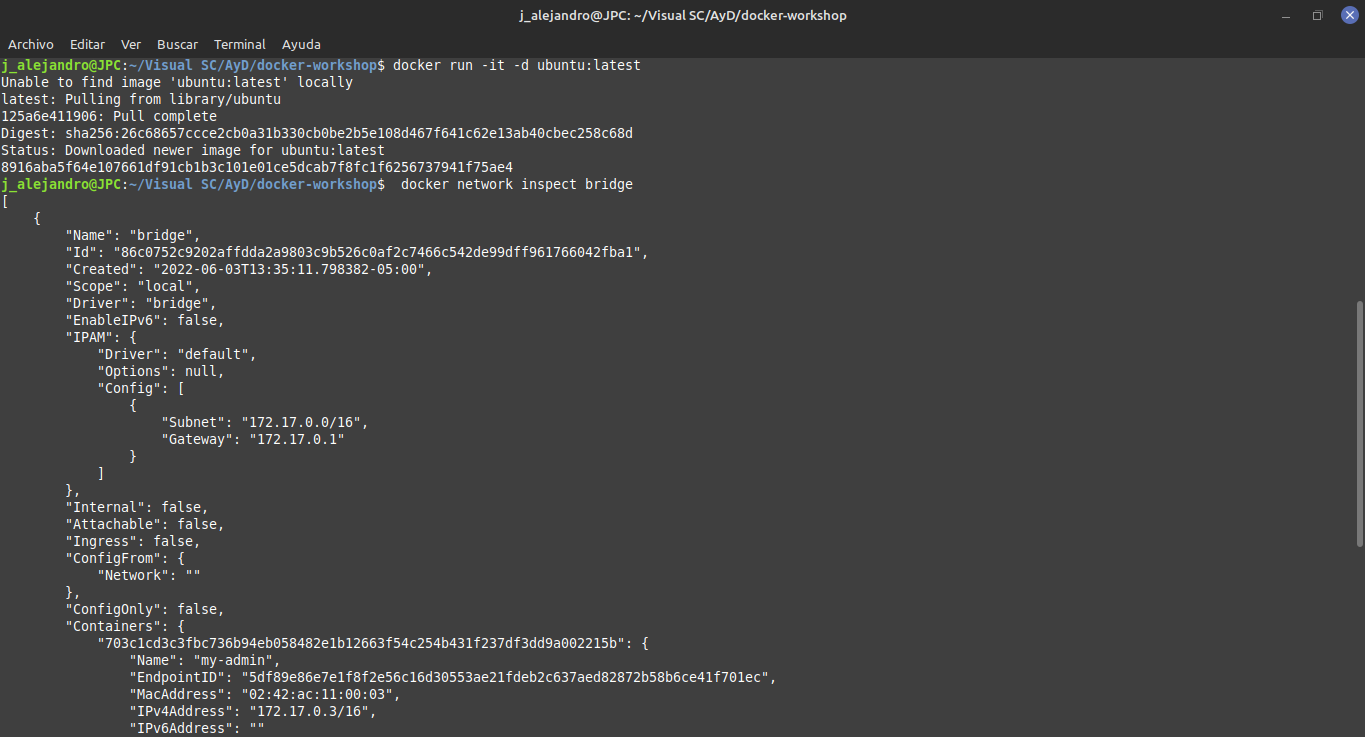 j_alejandro@JPC: ~/Visual SC/AyD/docker-workshop
Archivo Editar Ver Buscar Terminal Ayuda
j_alejandro@JPC:~/Visual SC/AyD/docker-workshop$ docker run -it -d ubuntu:latest
Unable to find image 'ubuntu:latest' locally
latest: Pulling from library/ubuntu
125a6e411906: Pull complete
Digest: sha256:26c68657ccce2cb0a31b330cb0be2b5e108d467f641c62e13ab40cbec258c68d
Status: Downloaded newer image for ubuntu:latest
8916aba5f64e107661df91cb1b3c101e01ce5dcab7f8fc1f6256737941f75ae4
j_alejandro@JPC:~/Visual SC/AyD/docker-workshop$  docker network inspect bridge
[
    {
        "Name": "bridge",
        "Id": "86c0752c9202affdda2a9803c9b526c0af2c7466c542de99dff961766042fba1",
        "Created": "2022-06-03T13:35:11.798382-05:00",
        "Scope": "local",
        "Driver": "bridge",
        "EnableIPv6": false,
        "IPAM": {
            "Driver": "default",
            "Options": null,
            "Config": [
                {
                    "Subnet": "172.17.0.0/16",
                    "Gateway": "172.17.0.1"
                }
            ]
        },
        "Internal": false,
        "Attachable": false,
        "Ingress": false,
        "ConfigFrom": {
            "Network": ""
        },
        "ConfigOnly": false,
        "Containers": {
            "703c1cd3c3fbc736b94eb058482e1b12663f54c254b431f237df3dd9a002215b": {
                "Name": "my-admin",
                "EndpointID": "5df89e86e7e1f8f2e56c16d30553ae21fdeb2c637aed82872b58b6ce41f701ec",
                "MacAddress": "02:42:ac:11:00:03",
                "IPv4Address": "172.17.0.3/16",
                "IPv6Address": ""